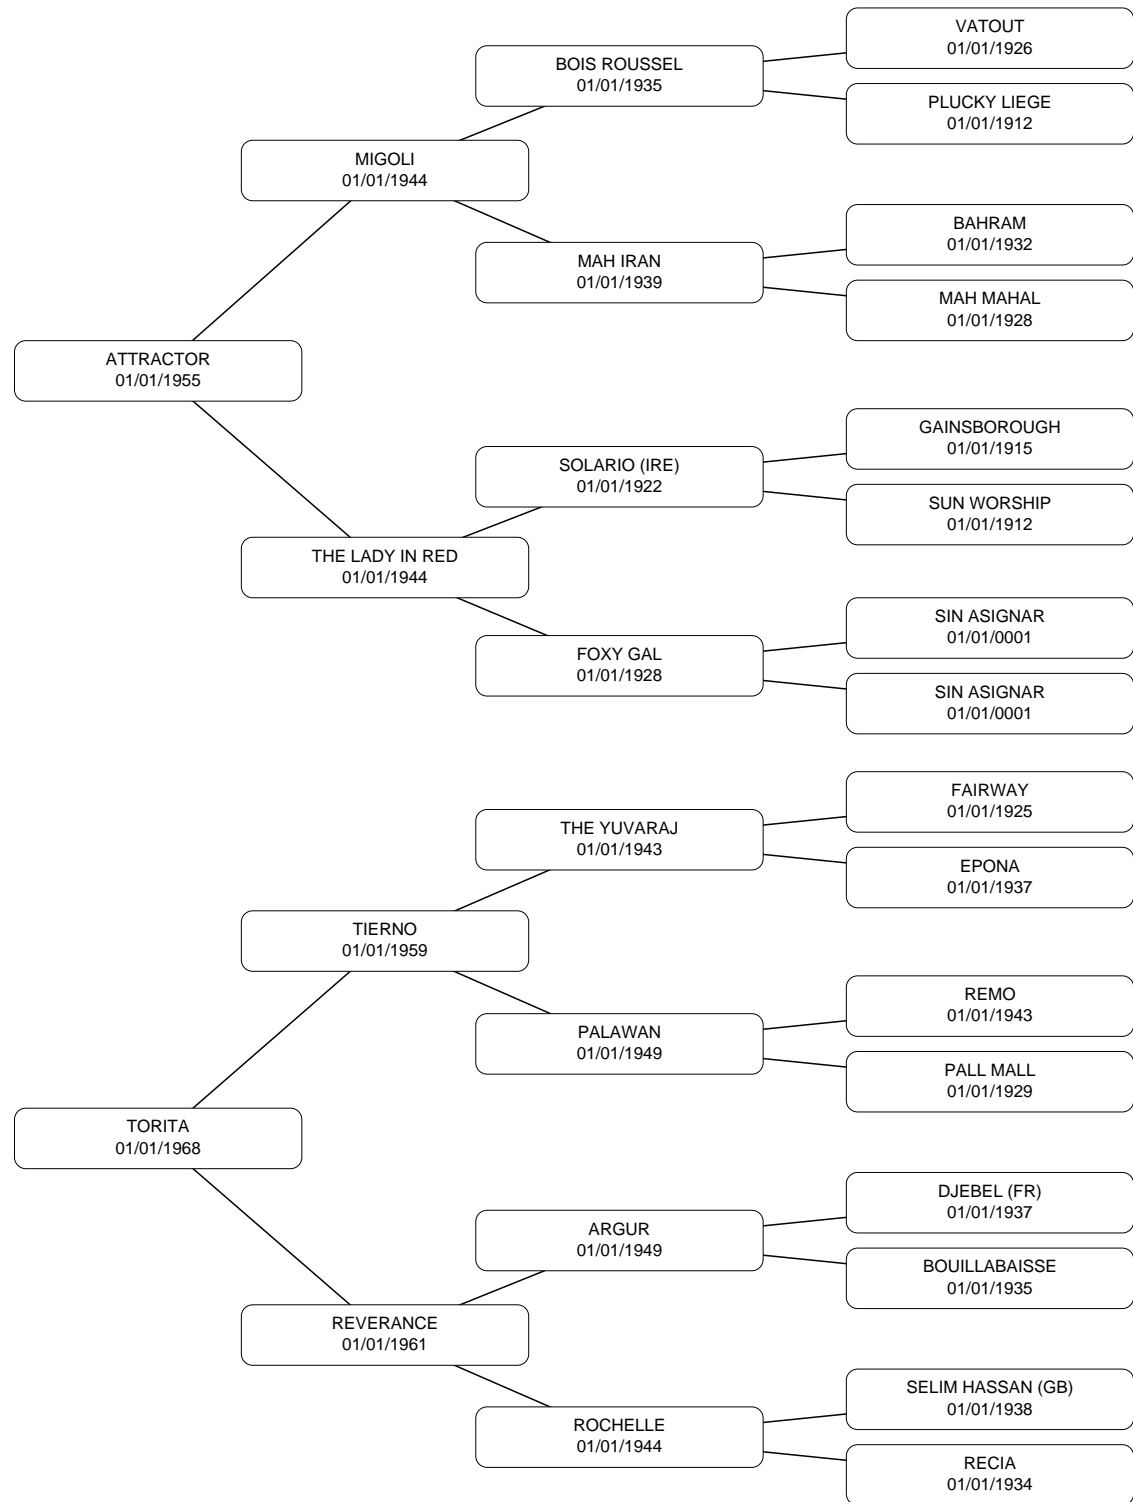 VATOUT
01/01/1926
BOIS ROUSSEL
01/01/1935
PLUCKY LIEGE
01/01/1912
MIGOLI
01/01/1944
BAHRAM
01/01/1932
MAH IRAN
01/01/1939
MAH MAHAL
01/01/1928
ATTRACTOR
01/01/1955
GAINSBOROUGH
01/01/1915
SOLARIO (IRE)
01/01/1922
SUN WORSHIP
01/01/1912
THE LADY IN RED
01/01/1944
SIN ASIGNAR
01/01/0001
FOXY GAL
01/01/1928
SIN ASIGNAR
01/01/0001
FAIRWAY
01/01/1925
THE YUVARAJ
01/01/1943
EPONA
01/01/1937
TIERNO
01/01/1959
REMO
01/01/1943
PALAWAN
01/01/1949
PALL MALL
01/01/1929
TORITA
01/01/1968
DJEBEL (FR)
01/01/1937
ARGUR
01/01/1949
BOUILLABAISSE
01/01/1935
REVERANCE
01/01/1961
SELIM HASSAN (GB)
01/01/1938
ROCHELLE
01/01/1944
RECIA
01/01/1934